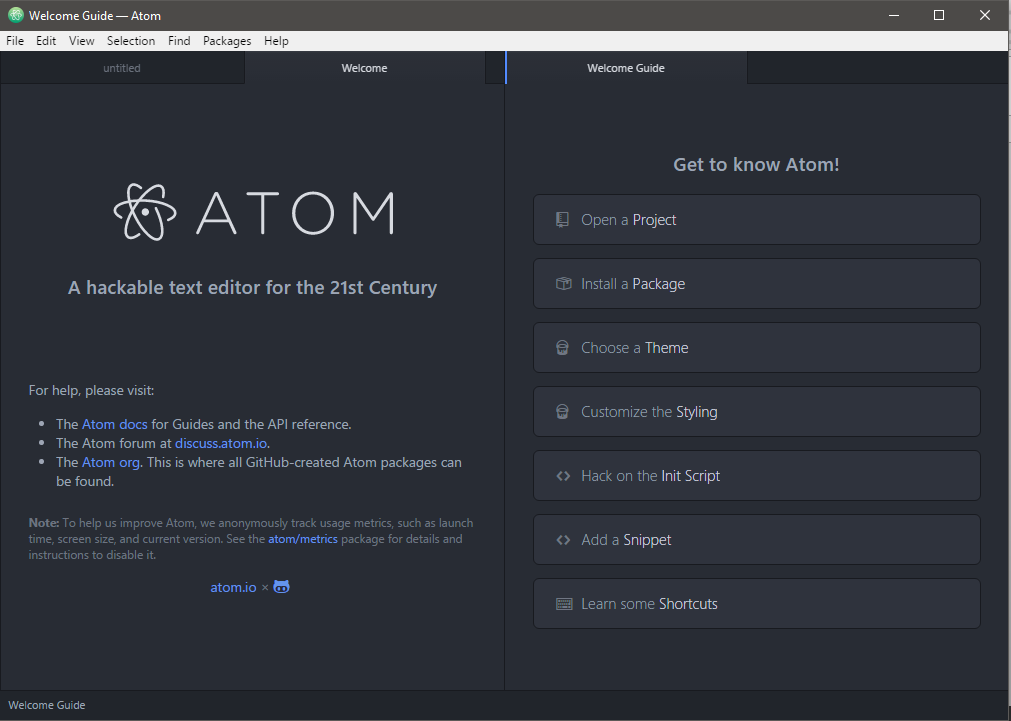 Welcome Guide — Atom
File Edit View Selection Find Packages Help
untitled
Welcome
Welcome Guide
ATOM
A hackable text editor for the 21st Century
For help, please visit:
• The Atom docs for Guides and the API reference.
• The Atom forum at discuss.atom.io.
• The Atom org. This is where all GitHub-created Atom packages can
be found.
Note: To help us improve Atom, we anonymously track usage metrics, such as launch
time, screen size, and current version. See the atom/metrics package for details and
instructions to disable it.
atom.io ×
Get to know Atom!
Open a Project
Install a Package
Choose a Theme
Customize the Styling
Hack on the Init Script
Add a Snippet
Learn some Shortcuts
Welcome Guide